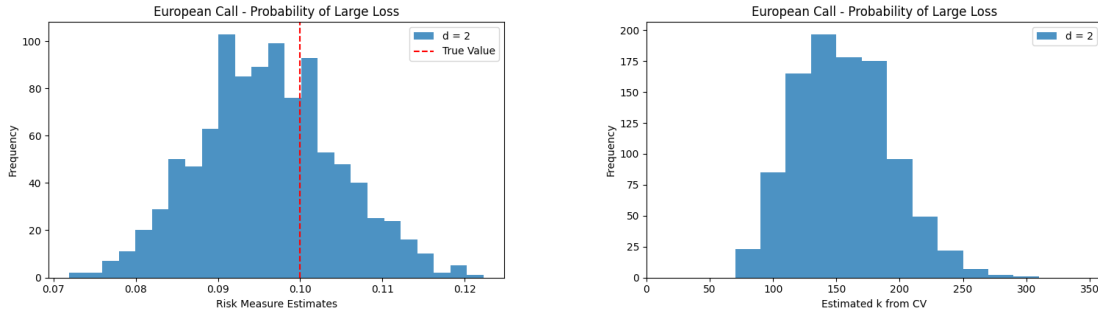 European Call - Probability of Large Loss
d = 2
True Value
100
80
60
40
20
0
Frequency
0.07 0.08 0.09 0.10 0.11 0.12
Risk Measure Estimates
European Call - Probability of Large Loss
d = 2
200
175
150
125
100
75
50
25
0
Frequency
0 50 100 150 200 250 300 350
Estimated k from CV